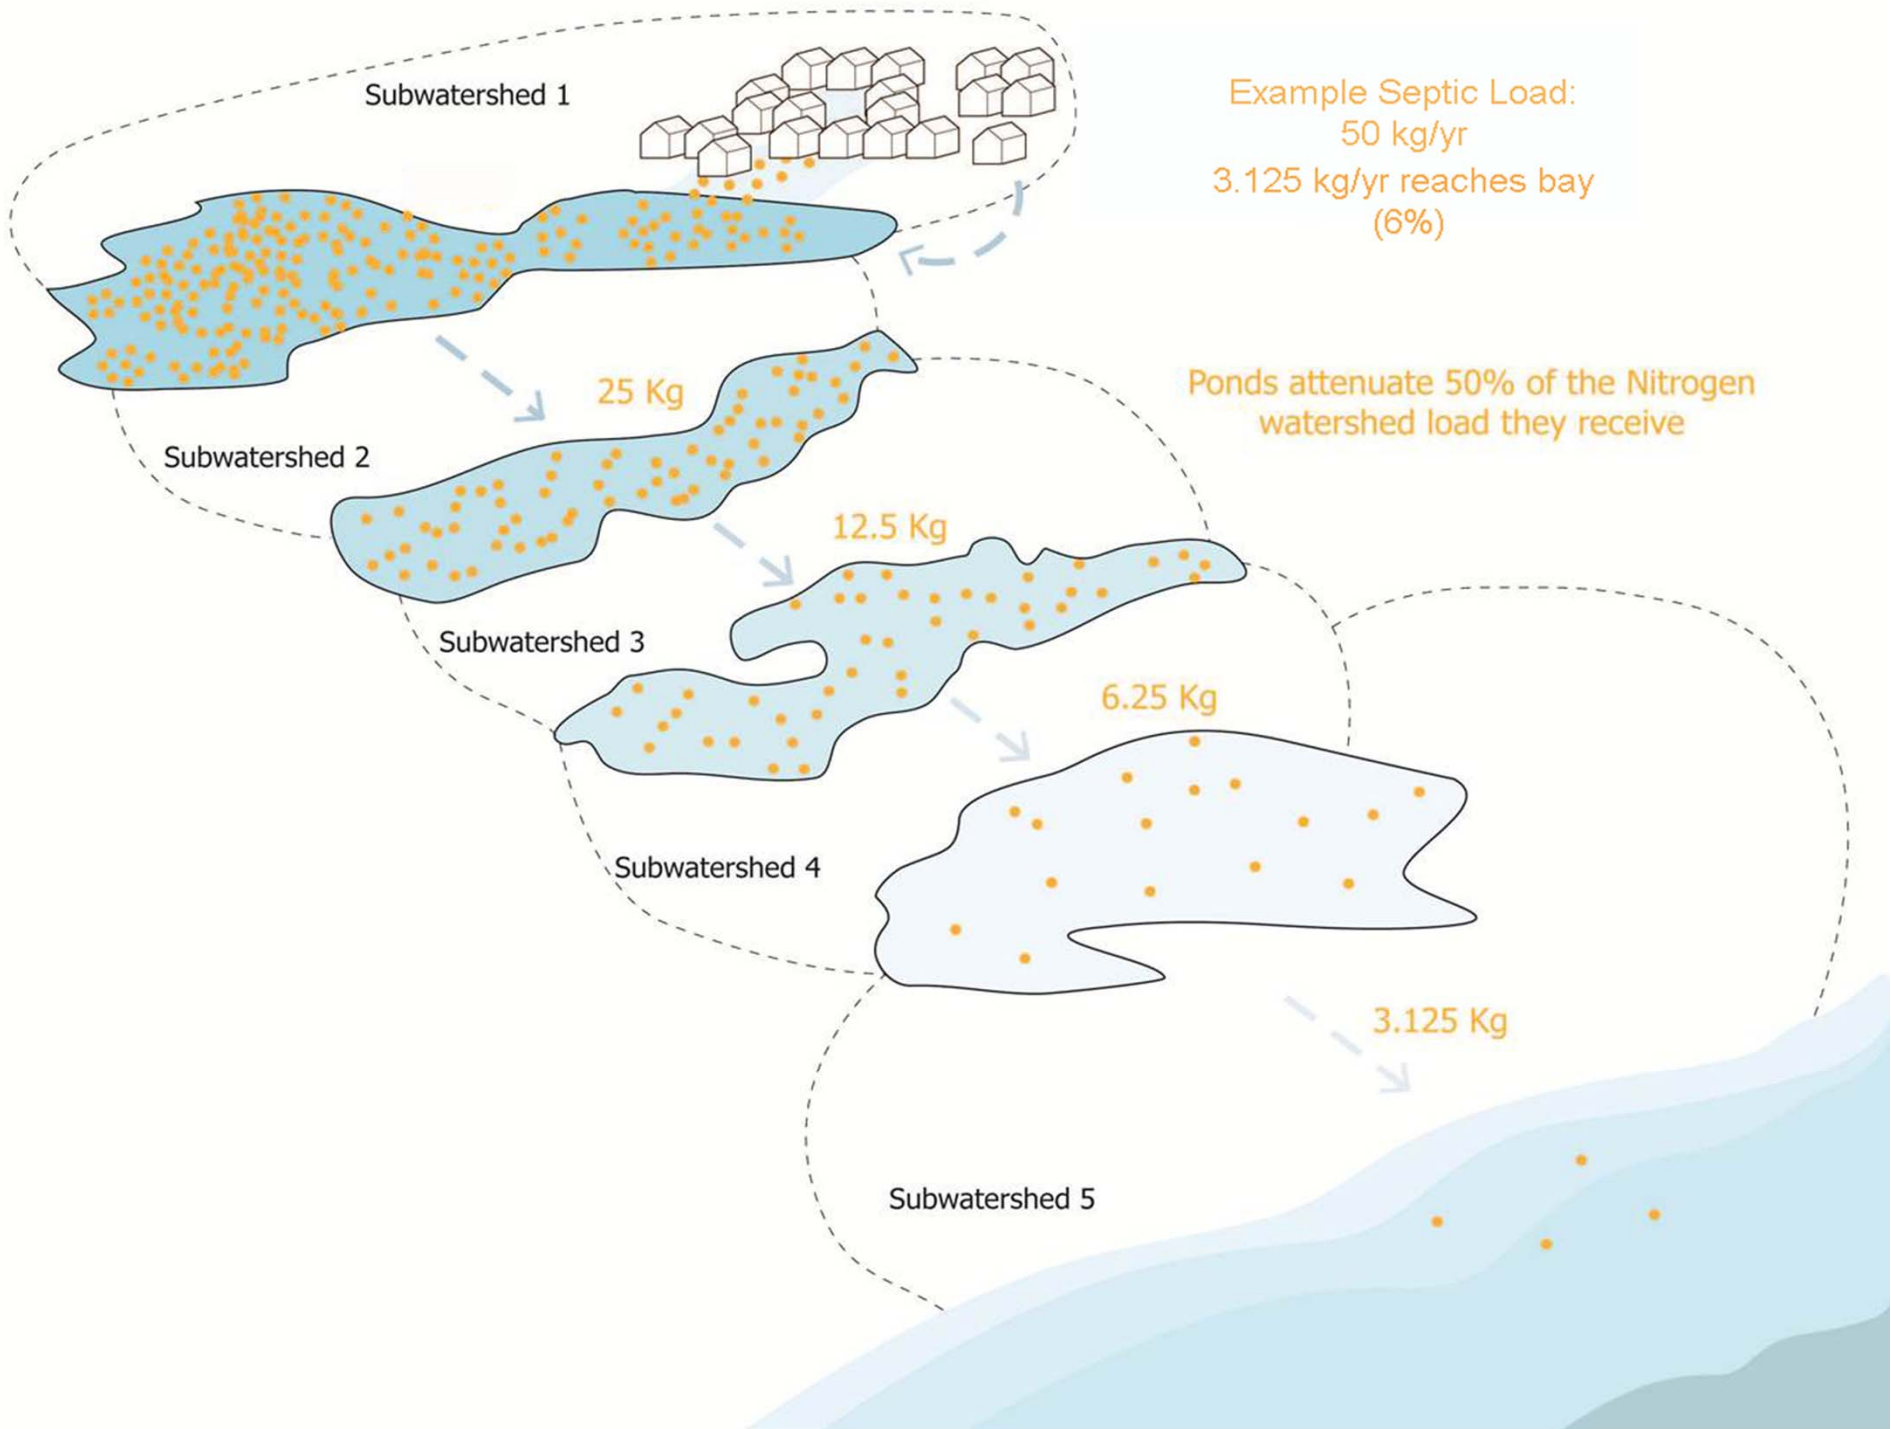 Subwatershed 1
Example Septic Load:
50 kg/yr
3.125 kg/yr reaches bay
(6%)
25 Kg
Ponds attenuate 50% of the Nitrogen
watershed load they receive
Subwatershed 2
12.5 Kg
Subwatershed 3
6.25 Kg
Subwatershed 4
3.125 Kg
Subwatershed 5